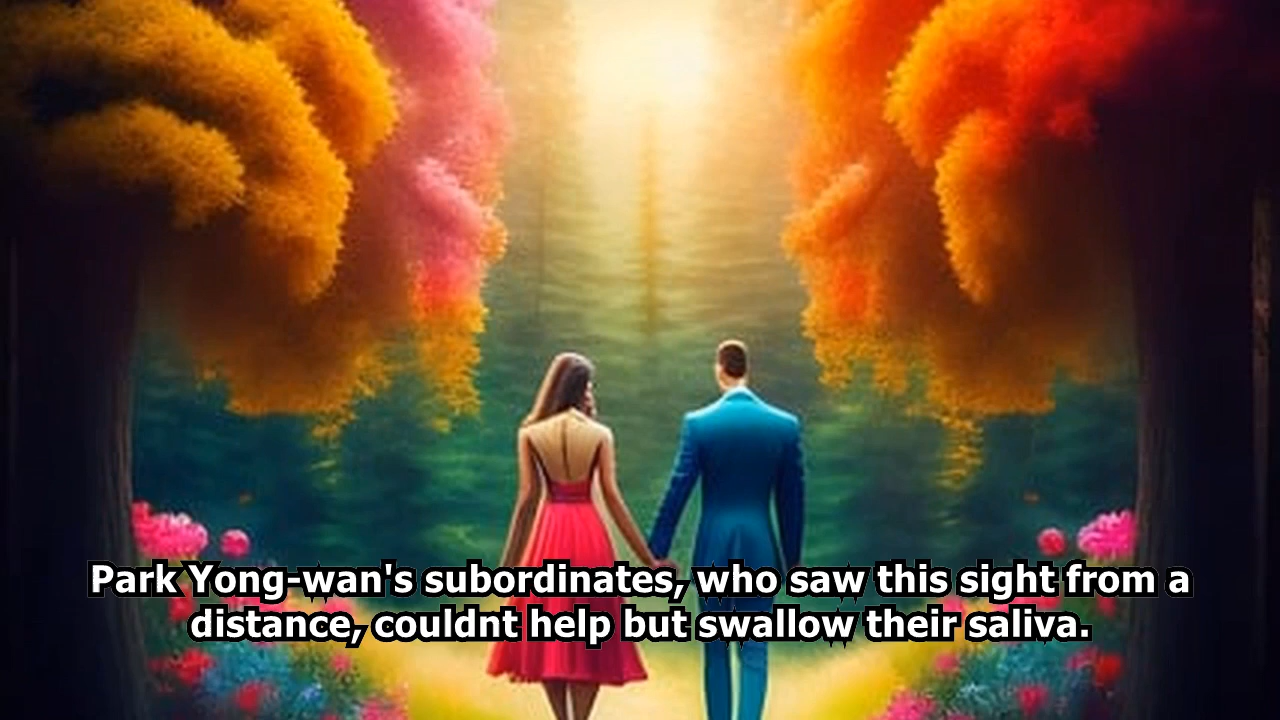 Park Yong-wan's subordinates, who saw this sight from a
distance, couldnt help but swallow their saliva.